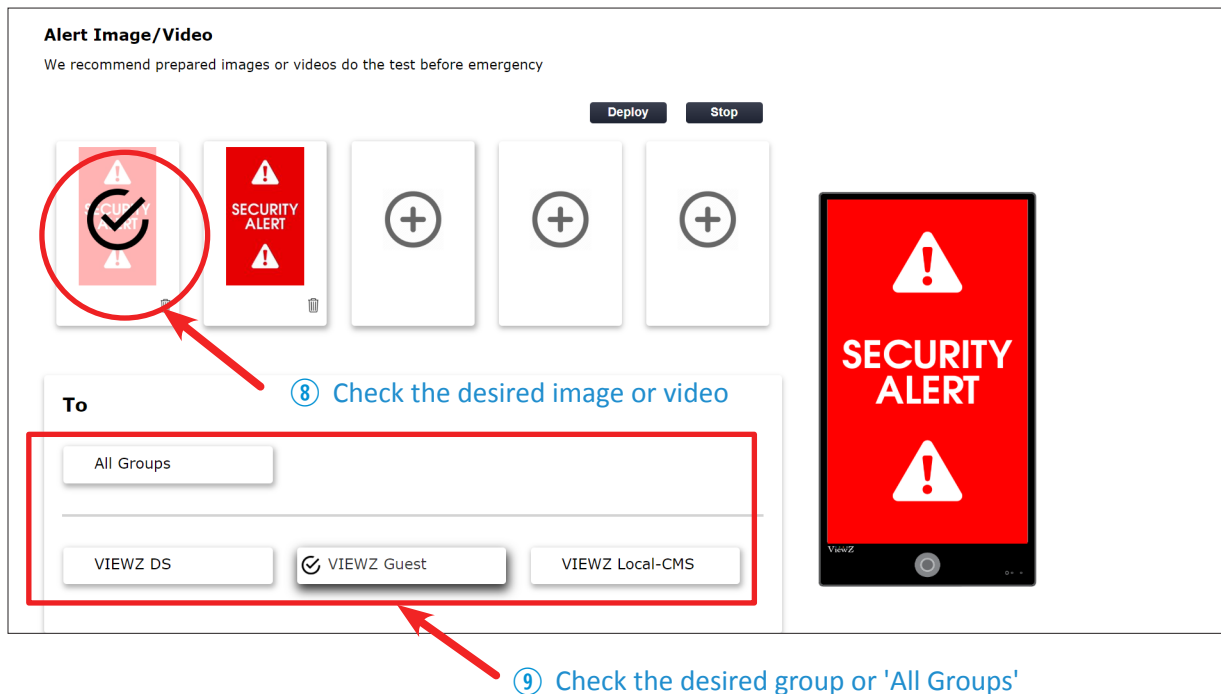 Alert Image/Video
We recommend prepared images or videos do the test before emergency
Deploy
Stop
SECURITY
ALERT
SECURITY
ALERT
SECURITY
ALERT
⑧ Check the desired image or video
To
All Groups
VIEWZ DS
VIEWZ Guest
VIEWZ Local-CMS
ViewZ
⑨ Check the desired group or 'All Groups'